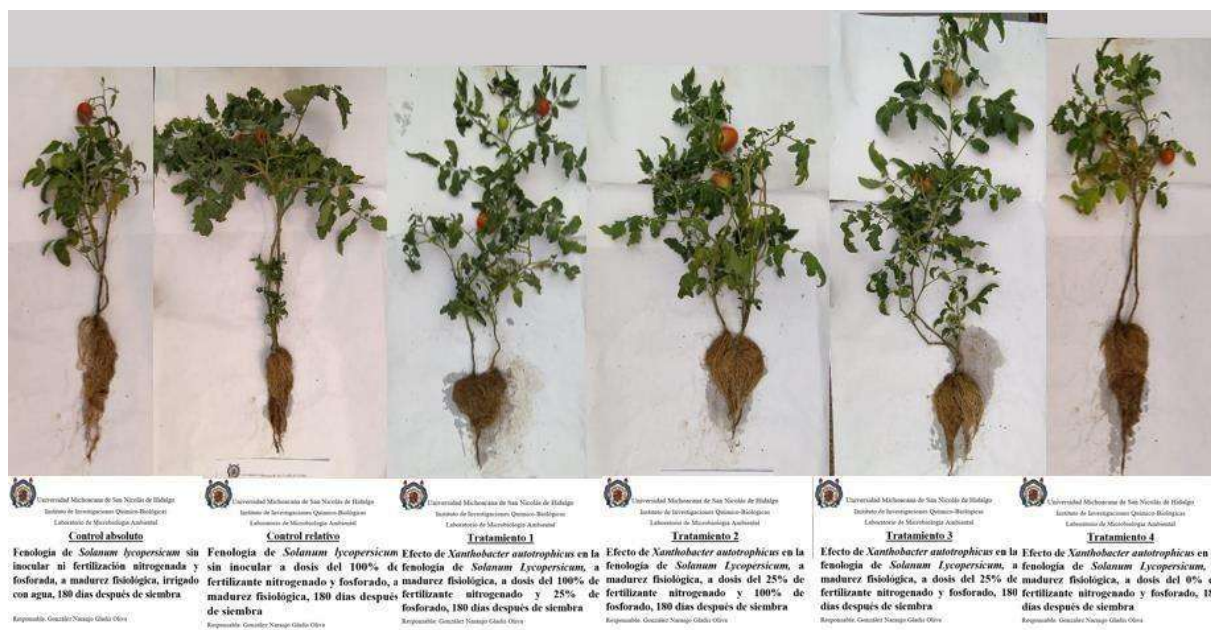 Universidad Michoacana de San Nicolás de Hidalgo
Instituto de Investigaciones Químico-Biológicas
Laboratorio de Microbiología Ambiental
Control absoluto
Fenología de Solanum lycopersicum sin
inocular ni fertilización nitrogenada y
fosforada, a madurez fisiológica, irrigado
con agua, 180 días después de siembra
Responsable. González Naranjo Gladiz Oliva
Universidad Michoacana de San Nicolás de Hidalgo
Instituto de Investigaciones Químico-Biológicas
Laboratorio de Microbiología Ambiental
Control relativo
Fenología de Solanum lycopersicum
sin inocular a dosis del 100% de
fertilizante nitrogenado y fosforado, a
madurez fisiológica, 180 días después
de siembra
Responsable. González Naranjo Gladiz Oliva
Universidad Michoacana de San Nicolás de Hidalgo
Instituto de Investigaciones Químico-Biológicas
Laboratorio de Microbiología Ambiental
Tratamiento 1
Efecto de Xanthobacter autotrophicus en la
fenología de Solanum Lycopersicum, a
madurez fisiológica, a dosis del 100% de
fertilizante nitrogenado y 25% de
fosforado, 180 días después de siembra
Responsable. González Naranjo Gladiz Oliva
Universidad Michoacana de San Nicolás de Hidalgo
Instituto de Investigaciones Químico-Biológicas
Laboratorio de Microbiología Ambiental
Tratamiento 2
Efecto de Xanthobacter autotrophicus en la
fenología de Solanum Lycopersicum, a
madurez fisiológica, a dosis del 25% de
fertilizante nitrogenado y 100% de
fosforado, 180 días después de siembra
Responsable. González Naranjo Gladiz Oliva
Universidad Michoacana de San Nicolás de Hidalgo
Instituto de Investigaciones Químico-Biológicas
Laboratorio de Microbiología Ambiental
Tratamiento 3
Efecto de Xanthobacter autotrophicus en la
fenología de Solanum Lycopersicum, a
madurez fisiológica, a dosis del 25% de
fertilizante nitrogenado y fosforado, 180
días después de siembra
Responsable. González Naranjo Gladiz Oliva
Universidad Michoacana de San Nicolás de Hidalgo
Instituto de Investigaciones Químico-Biológicas
Laboratorio de Microbiología Ambiental
Tratamiento 4
Efecto de Xanthobacter autotrophicus en
fenología de Solanum Lycopersicum,
madurez fisiológica, a dosis del 0%
fertilizante nitrogenado y fosforado,
días después de siembra
Responsable. González Naranjo Gladiz Oliva